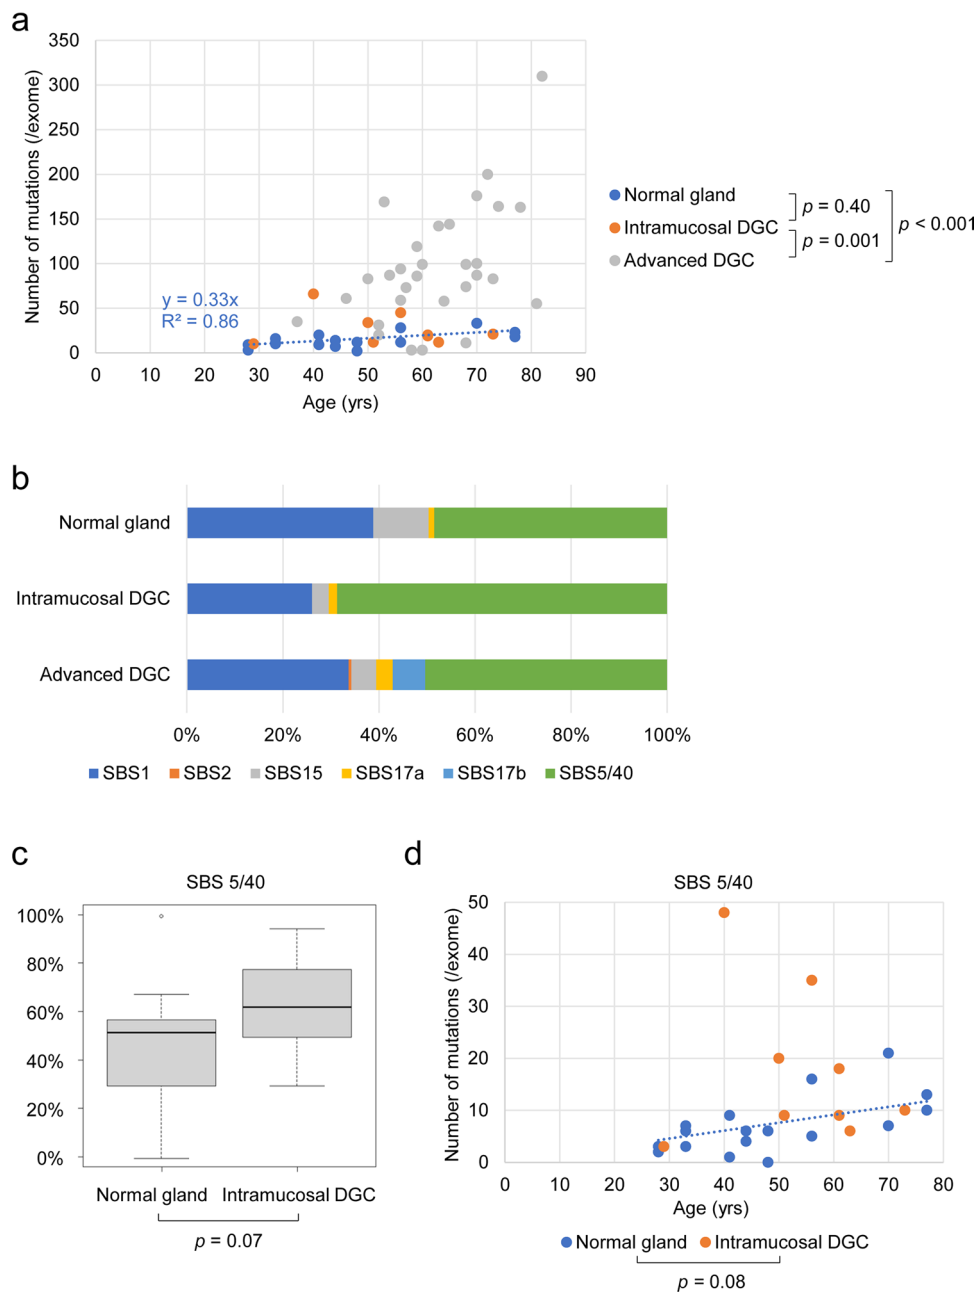 a
350
300
250
200
150
100
50
0
Number of mutations (/exome)
y = 0.33x
R² = 0.86
0 10 20 30 40 50 60 70 80 90
Age (yrs)
Normal gland
Intramucosal DGC
Advanced DGC
p = 0.40
p = 0.001
p < 0.001
b
Normal gland
Intramucosal DGC
Advanced DGC
0% 20% 40% 60% 80% 100%
SBS1 SBS2 SBS15 SBS17a SBS17b SBS5/40
c
SBS 5/40
100%
80%
60%
40%
20%
0%
Normal gland Intramucosal DGC
p = 0.07
d
SBS 5/40
50
40
30
20
10
0
Number of mutations (/exome)
0 10 20 30 40 50 60 70 80
Age (yrs)
Normal gland Intramucosal DGC
p = 0.08